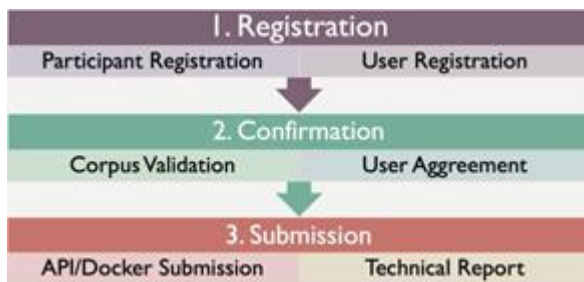 1. Registration
Participant Registration User Registration
2. Confirmation
Corpus Validation User Aggreement
3. Submission
API/Docker Submission Technical Report